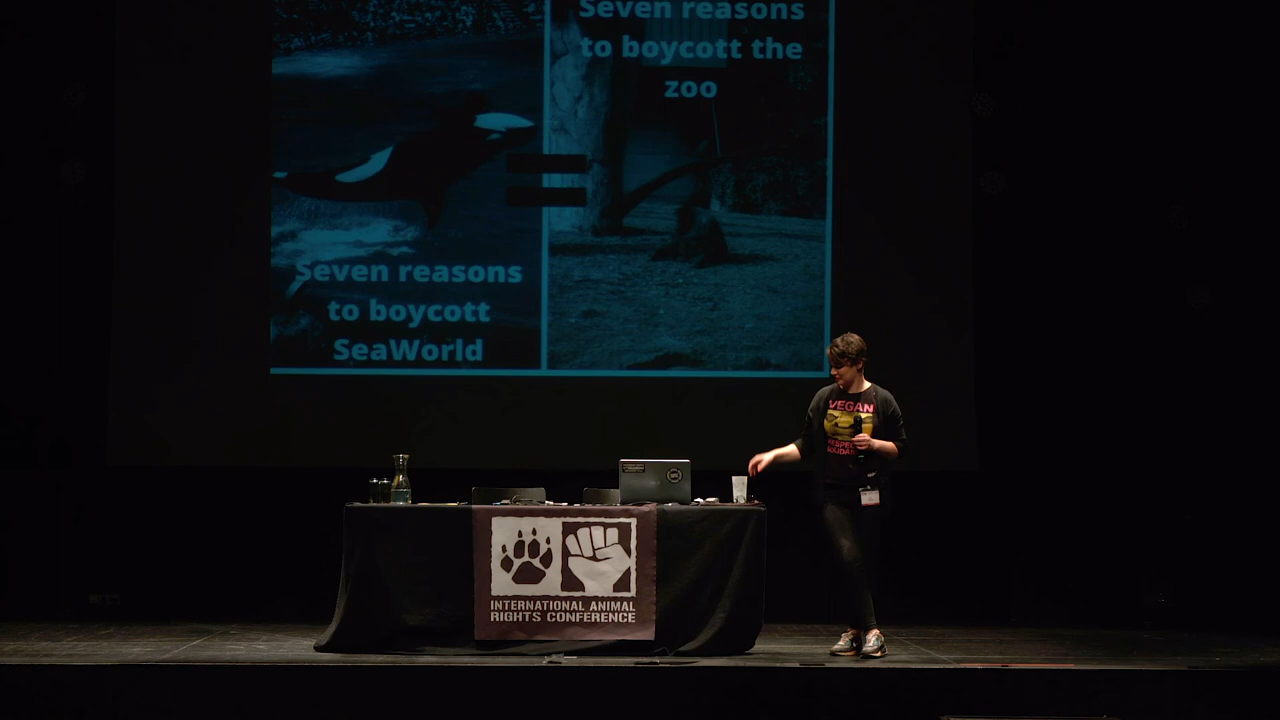 Seven reasons
to boycott the
zoo
Seven reasons
to boycott
SeaWorld
VEGAN
INTERNATIONAL ANIMAL
RIGHTS CONFERENCE